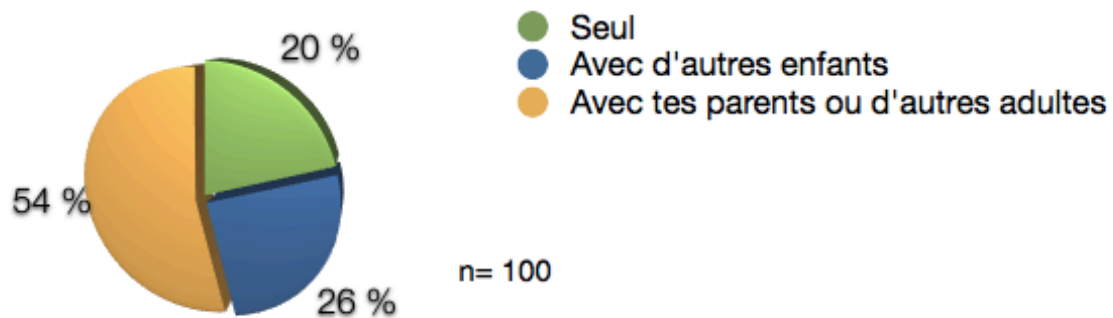 20 %
Seul
Avec d'autres enfants
Avec tes parents ou d'autres adultes
54 %
n= 100
26 %